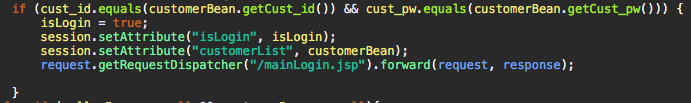 if (cust_id.equals(customerBean.getCust_id()) && cust_pw.equals(customerBean.getCust_pw())) {
isLogin = true;
session.setAttribute("isLogin", isLogin);
session.setAttribute("customerList", customerBean);
request.getRequestDispatcher("/mainLogin.jsp").forward(request, response);
}